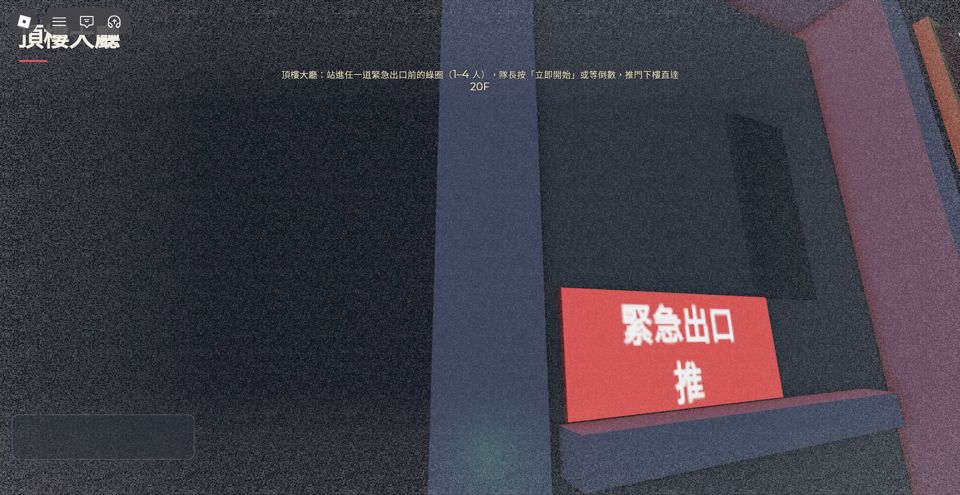 頂樓大廳
頂樓大廳：站進任一道緊急出口前的綠圈（1–4 人），隊長按「立即開始」或等倒數，推門下樓直達
20F
緊急出口
推